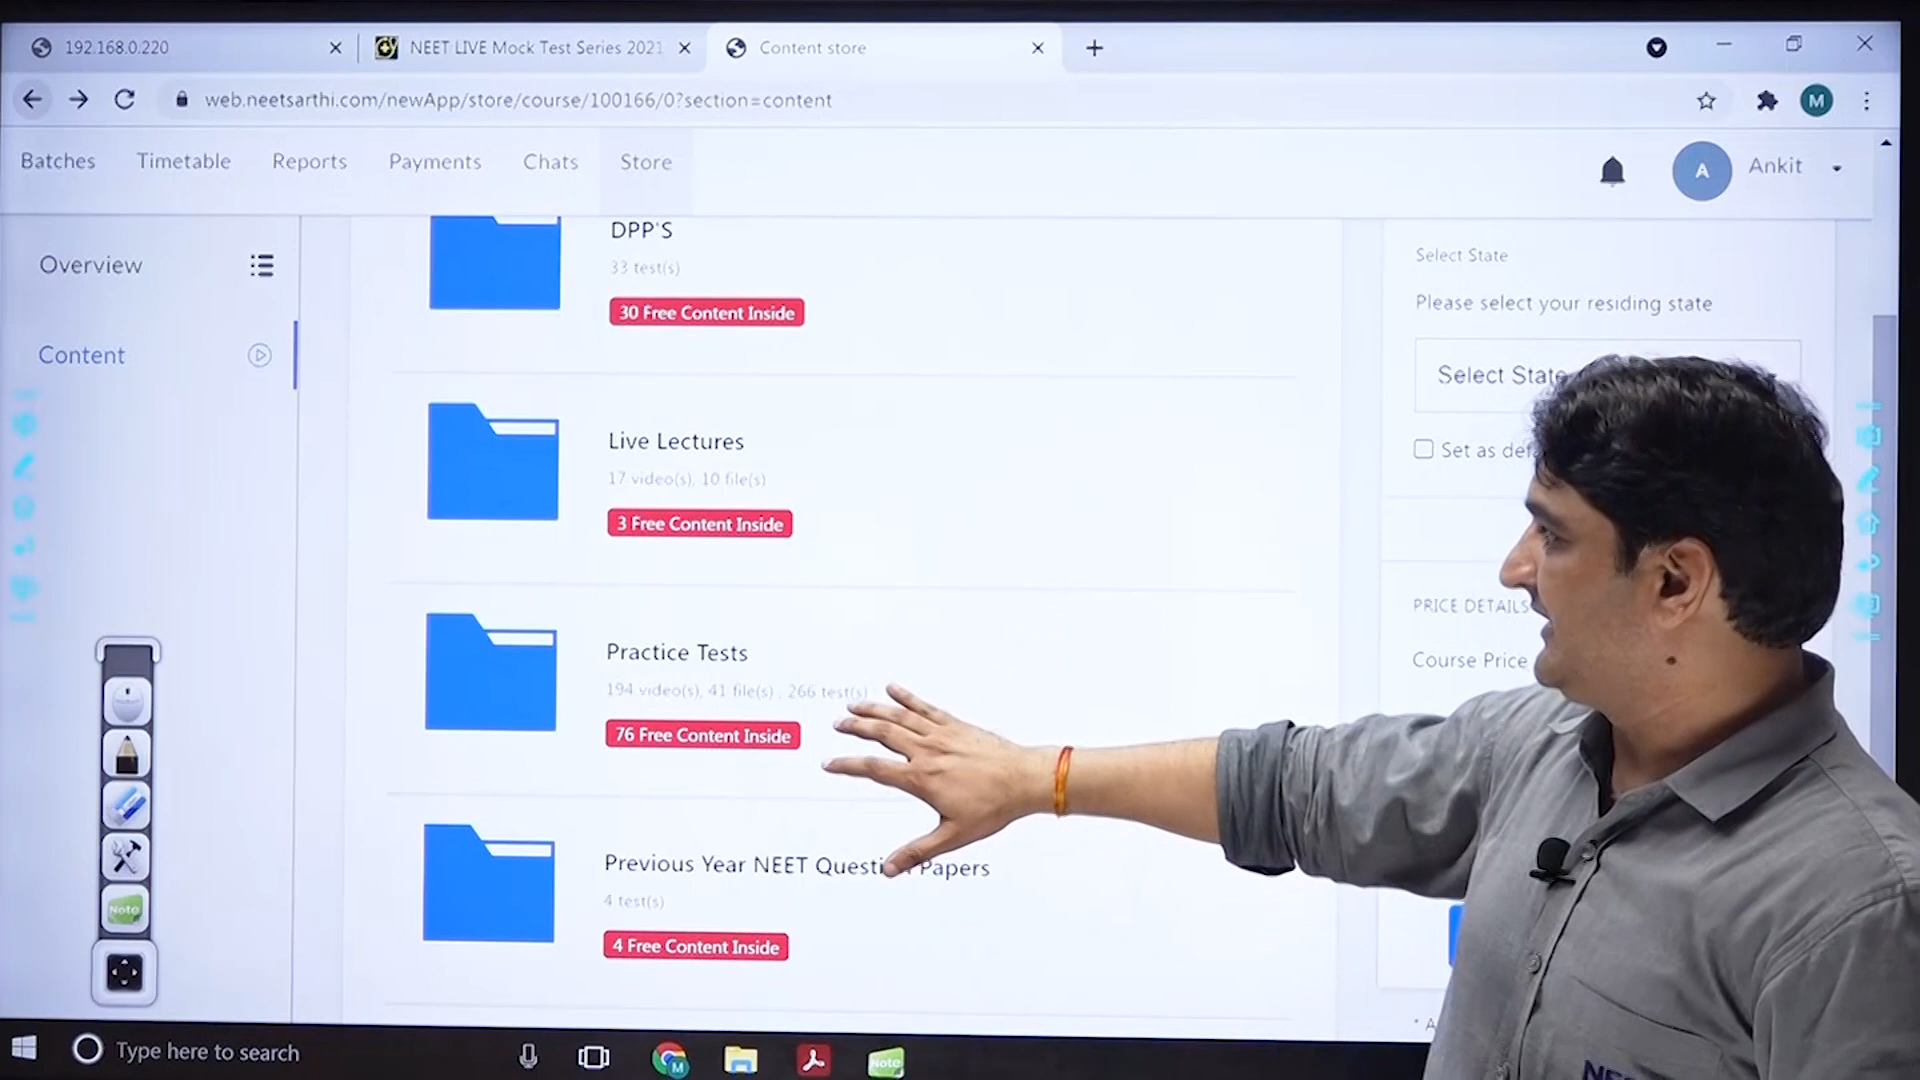 192.168.0.220
NEET LIVE Mock Test Series 2021
Content store
web.neetsarthi.com/newApp/store/course/100166/0?section=content
M
Batches
Timetable
Reports
Payments
Chats
Store
A
Ankit
Overview
Content
DPP'S
33 test(s)
30 Free Content Inside
Live Lectures
17 video(s), 10 file(s)
3 Free Content Inside
Practice Tests
194 video(s), 41 file(s), 266 test(s)
76 Free Content Inside
Previous Year NEET Papers
4 test(s)
4 Free Content Inside
Select State
Please select your residing state
Select State
Set as
PRICE DETAILS
Course Price
Note
Type here to search
M
Note